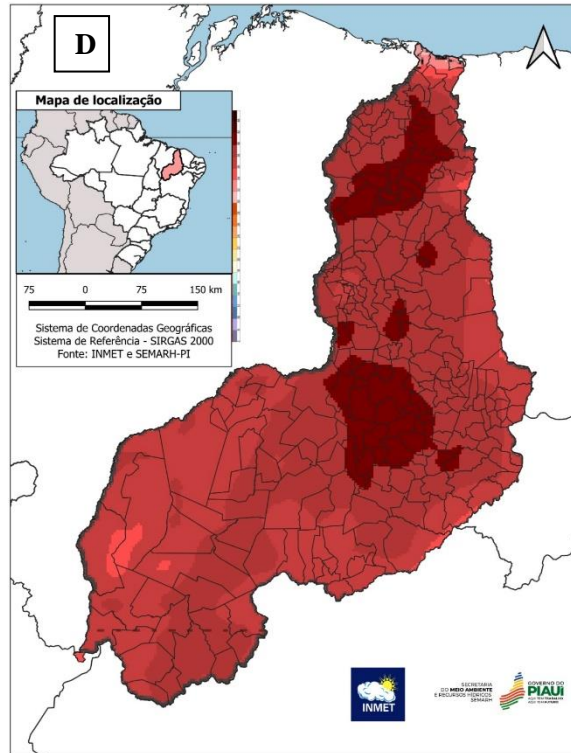 D
Mapa de localização
75 0 75 150 km
Sistema de Coordenadas Geográficas
Sistema de Referência - SIRGAS 2000
Fonte: INMET e SEMARH-PI
INMET
SECRETARIA
DO MEIO AMBIENTE
E RECURSOS HÍDRICOS
SEMARH
GOVERNO DO
PIAUÍ